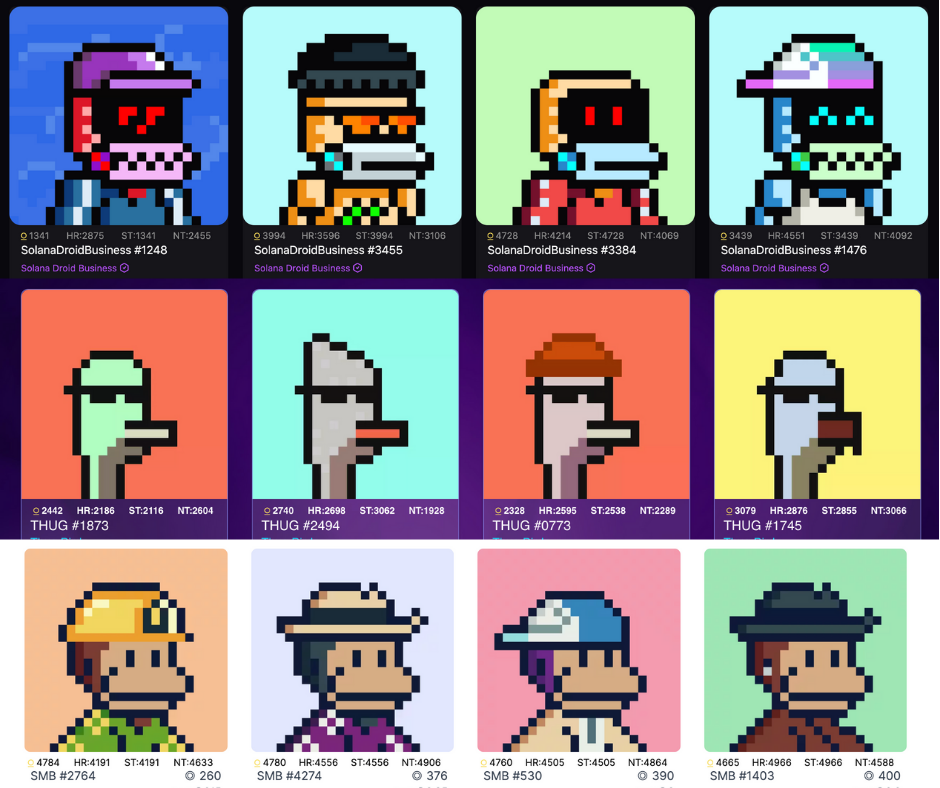 1341 HR:2875 ST:1341 NT:2455
SolanaDroidBusiness #1248
Solana Droid Business
3994 HR:3596 ST:3994 NT:3106
SolanaDroidBusiness #3455
Solana Droid Business
4728 HR:4214 ST:4728 NT:4069
SolanaDroidBusiness #3384
Solana Droid Business
3439 HR:4551 ST:3439 NT:4092
SolanaDroidBusiness #1476
Solana Droid Business
2442 HR:2186 ST:2116 NT:2604
THUG #1873
2740 HR:2698 ST:3062 NT:1928
THUG #2494
2328 HR:2595 ST:2538 NT:2289
THUG #0773
3079 HR:2876 ST:2855 NT:3066
THUG #1745
4784 HR:4191 ST:4191 NT:4633
SMB #2764 260
4780 HR:4556 ST:4556 NT:4906
SMB #4274 376
4760 HR:4505 ST:4505 NT:4864
SMB #530 390
4665 HR:4966 ST:4966 NT:4588
SMB #1403 400